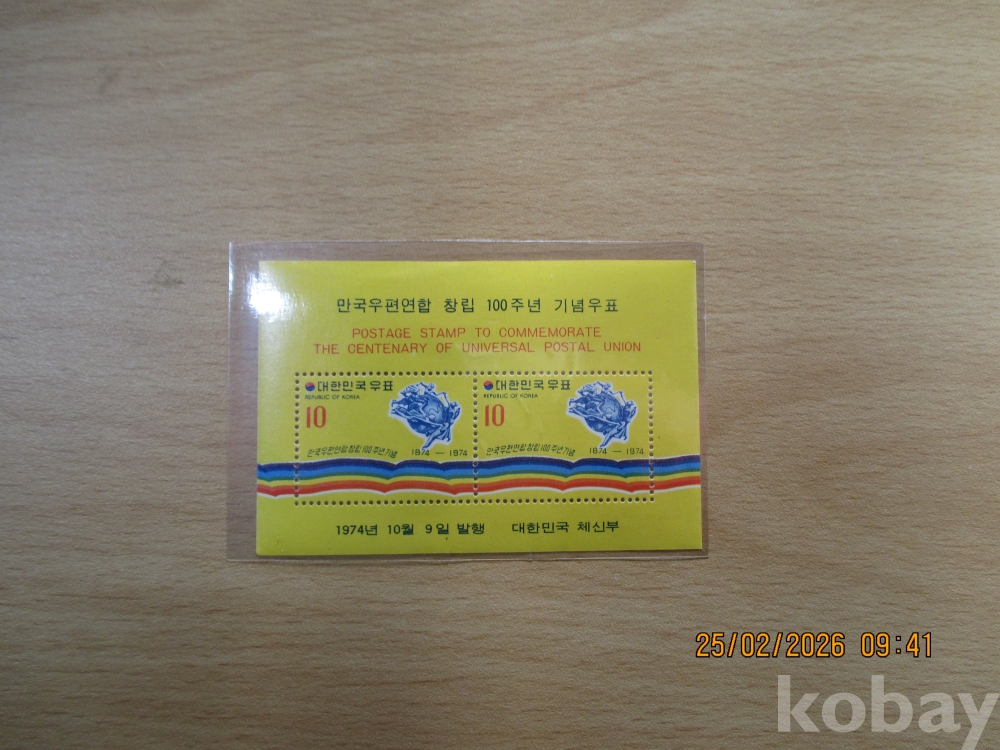 만국우편연합 창립 100주년 기념우표
POSTAGE STAMP TO COMMEMORATE
THE CENTENARY OF UNIVERSAL POSTAL UNION
대한민국우표
REPUBLIC OF KOREA
10
만국우편연합창립100주년기념
1874 — 1974
대한민국우표
REPUBLIC OF KOREA
10
만국우편연합창립100주년기념
1874 — 1974
1974년 10월 9일 발행 대한민국 체신부
25/02/2026 09:41
kobay